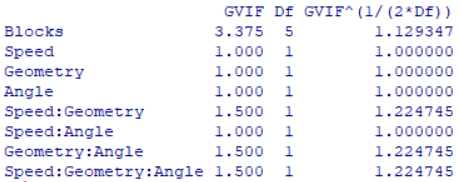 GVIF Df GVIF^(1/(2*Df))
Blocks 3.375 5 1.129347
Speed 1.000 1 1.000000
Geometry 1.000 1 1.000000
Angle 1.000 1 1.000000
Speed:Geometry 1.500 1 1.224745
Speed:Angle 1.000 1 1.000000
Geometry:Angle 1.500 1 1.224745
Speed:Geometry:Angle 1.500 1 1.224745